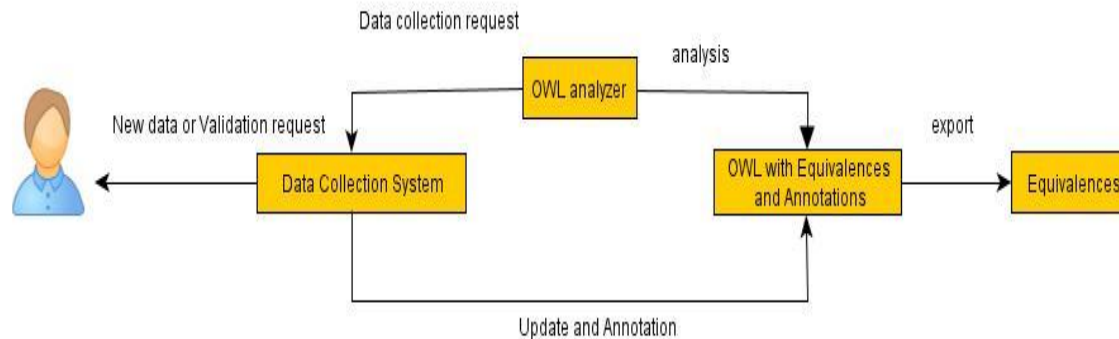 Data collection request
analysis
OWL analyzer
New data or Validation request
export
Data Collection System
OWL with Equivalences
and Annotations
Equivalences
Update and Annotation